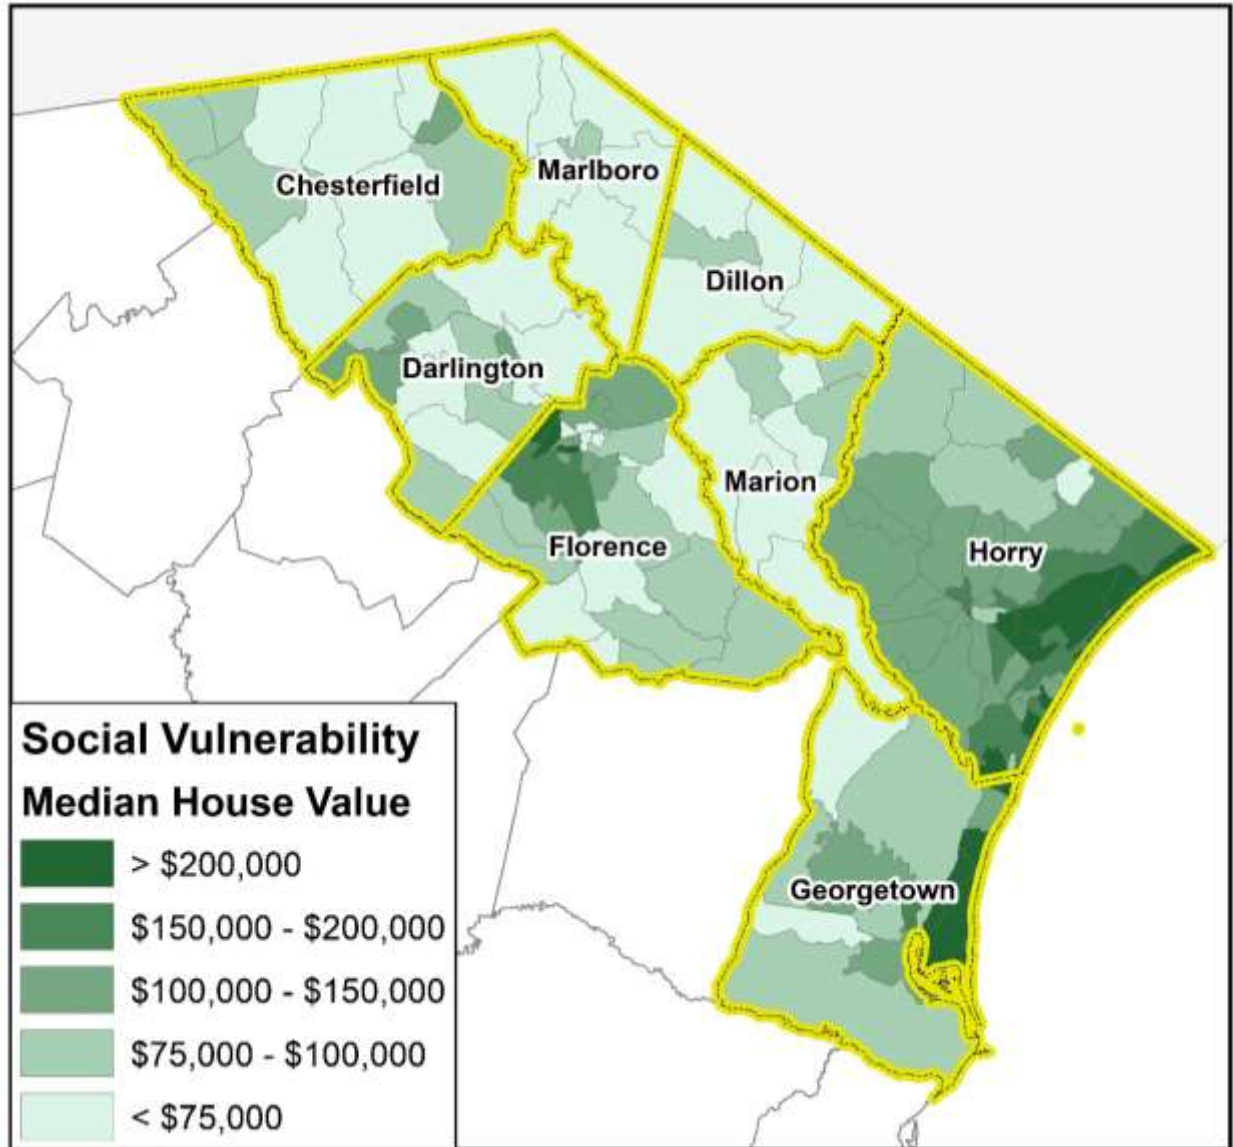 Chesterfield
Marlboro
Dillon
Darlington
Marion
Florence
Horry
Georgetown
Social Vulnerability
Median House Value
> $200,000
$150,000 - $200,000
$100,000 - $150,000
$75,000 - $100,000
< $75,000